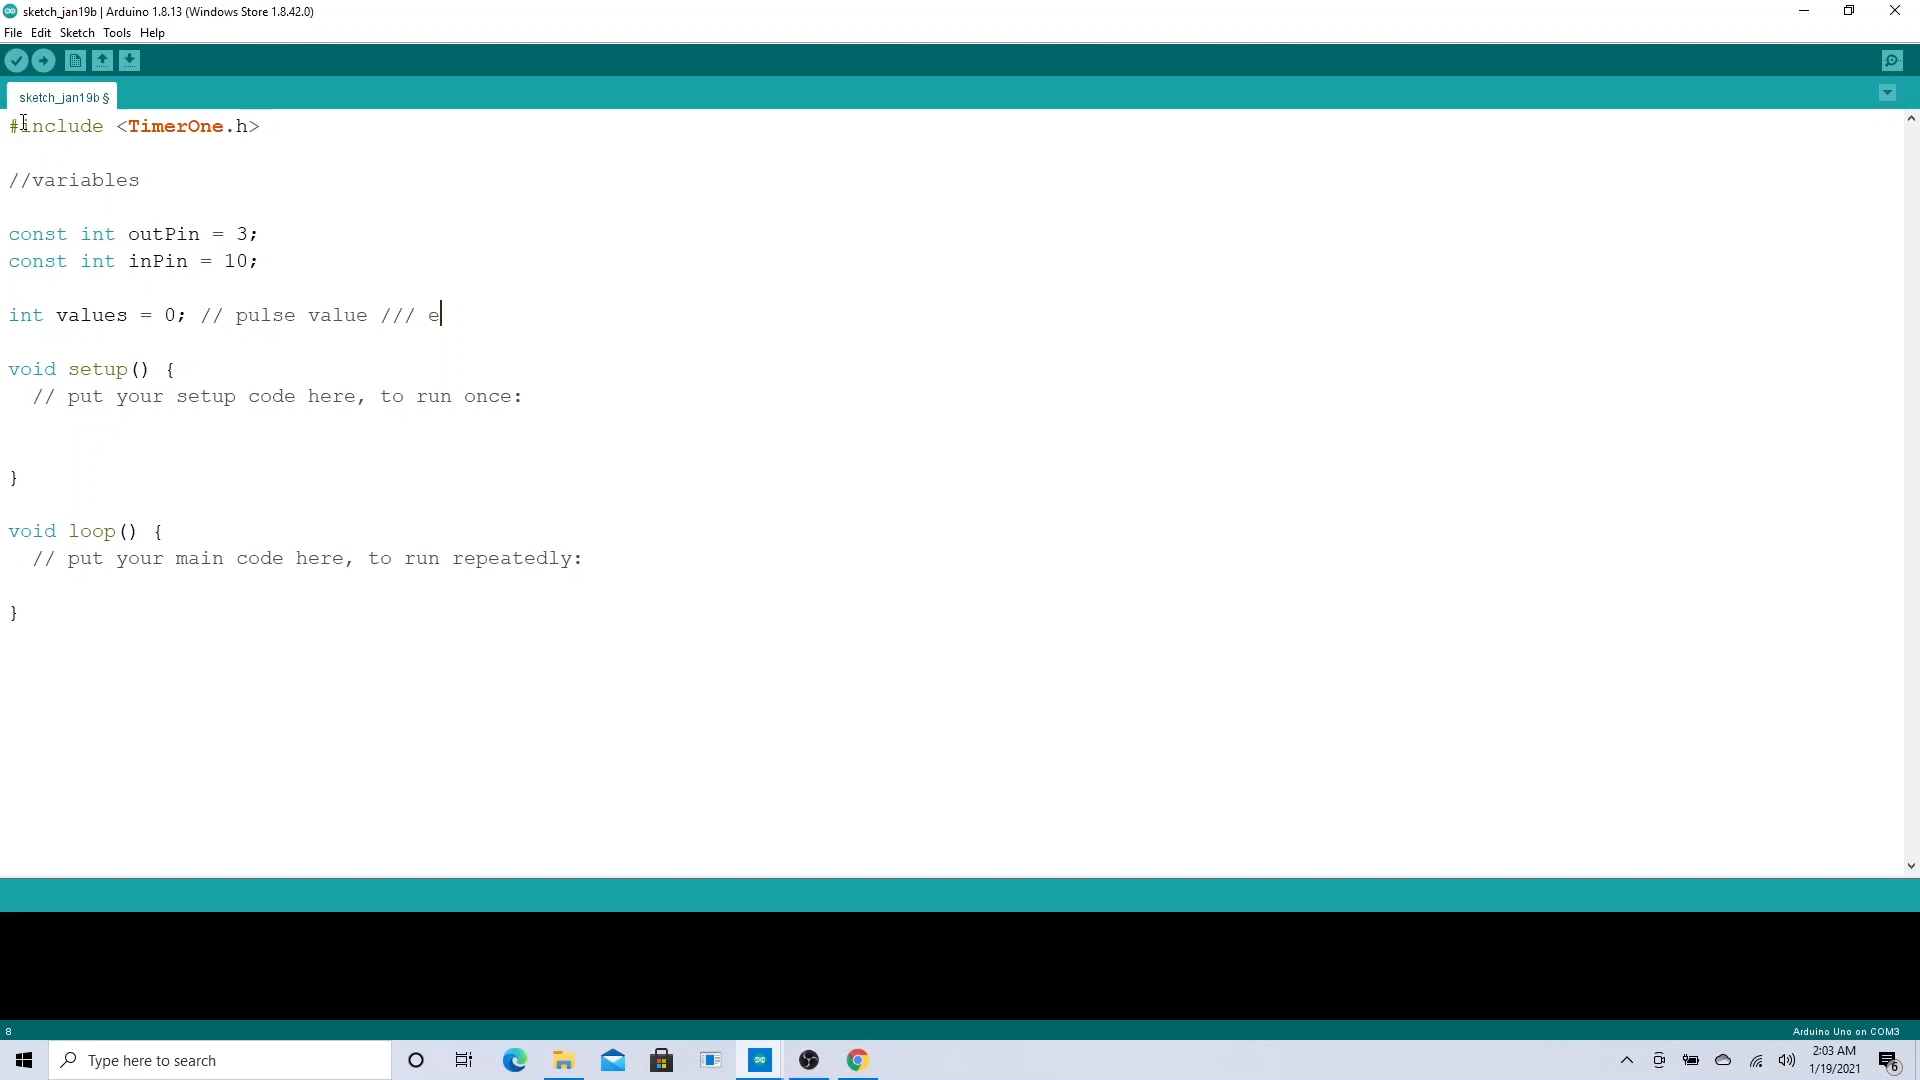 sketch_jan19b | Arduino 1.8.13 (Windows Store 1.8.42.0)
File Edit Sketch Tools Help
sketch_jan19b §
#include <TimerOne.h>
//variables
const int outPin = 3;
const int inPin = 10;
int values = 0; // pulse value /// e
void setup() {
// put your setup code here, to run once:
}
void loop() {
// put your main code here, to run repeatedly:
}
8
Arduino Uno on COM3
Type here to search
2:03 AM
1/19/2021
6